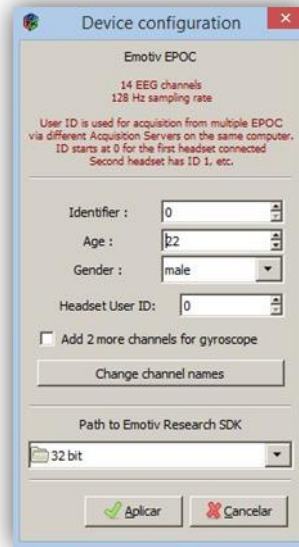 Device configuration
Emotiv EPOC
14 EEG channels
128 Hz sampling rate
User ID is used for acquisition from multiple EPOC
via different Acquisition Servers on the same computer.
ID starts at 0 for the first headset connected
Second headset has ID 1, etc.
Identifier : 0
Age : 22
Gender : male
Headset User ID: 0
Add 2 more channels for gyroscope
Change channel names
Path to Emotiv Research SDK
32 bit
Aplicar Cancelar